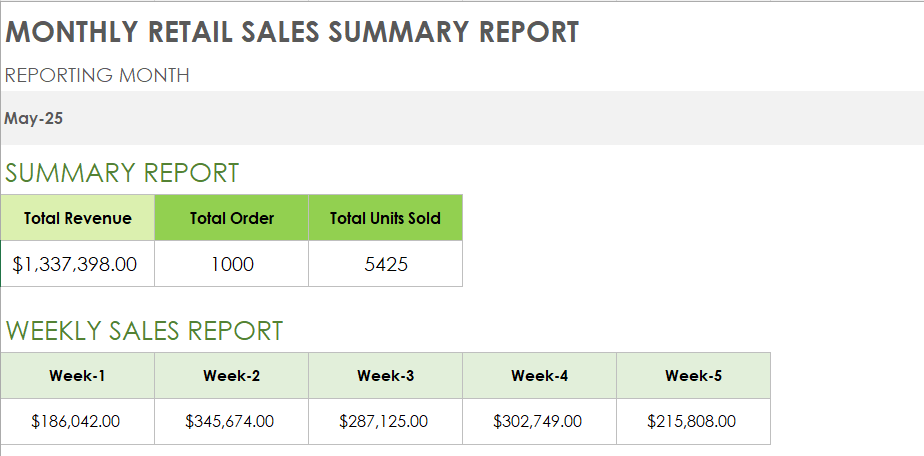 MONTHLY RETAIL SALES SUMMARY REPORT
REPORTING MONTH
May-25
SUMMARY REPORT
Total Revenue Total Order Total Units Sold
$1,337,398.00 1000 5425
WEEKLY SALES REPORT
Week-1 Week-2 Week-3 Week-4 Week-5
$186,042.00 $345,674.00 $287,125.00 $302,749.00 $215,808.00